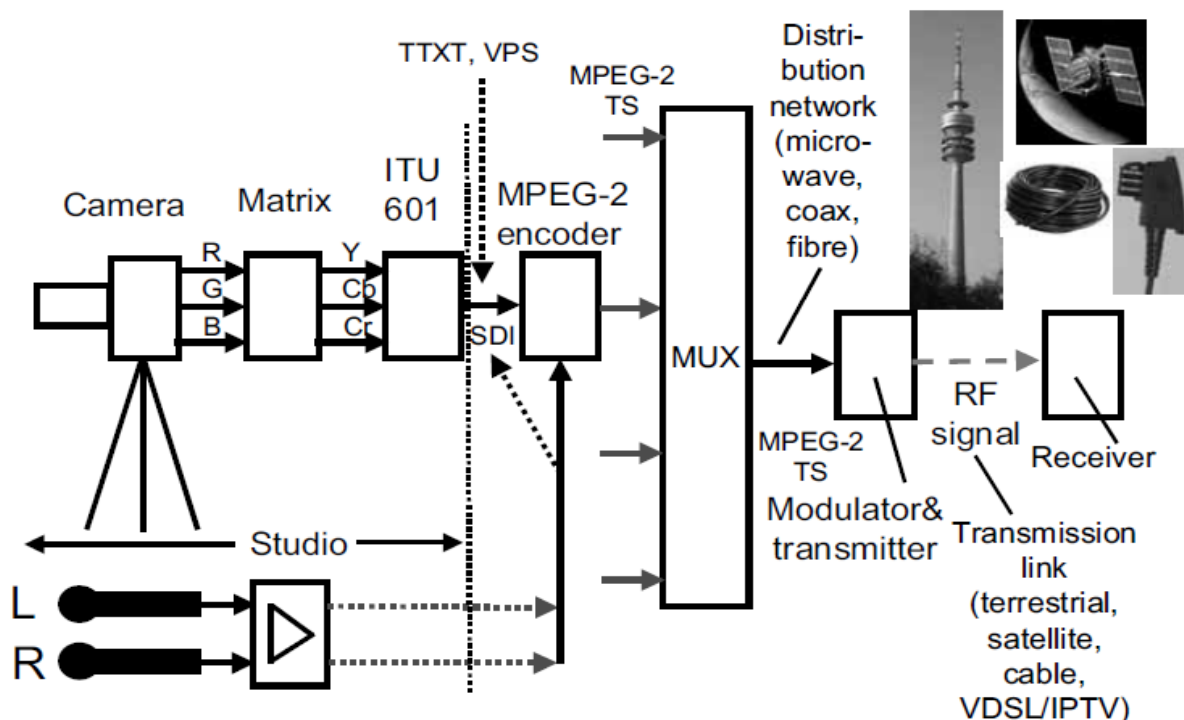 TTXT, VPS
MPEG-2
TS
Distri-
bution
network
(micro-
wave,
coax,
fibre)
Camera
Matrix
ITU
601
MPEG-2
encoder
R
G
B
Y
Cb
Cr
SDI
MUX
MPEG-2
TS
Modulator&
transmitter
RF
signal
Receiver
Transmission
link
(terrestrial,
satellite,
cable,
VDSL/IPTV)
Studio
L
R